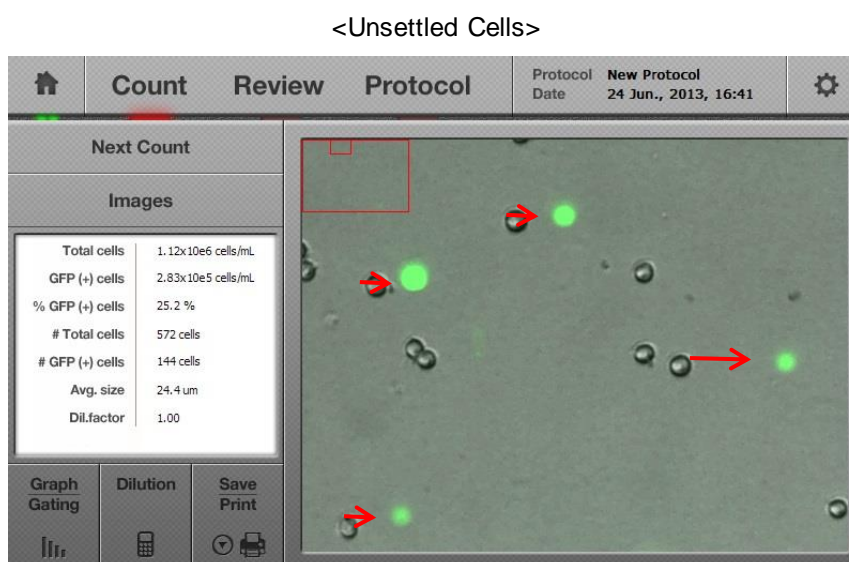 <Unsettled Cells>
Count Review Protocol
Protocol New Protocol
Date 24 Jun., 2013, 16:41
Next Count
Images
Total cells 1.12x10e6 cells/mL
GFP (+) cells 2.83x10e5 cells/mL
% GFP (+) cells 25.2 %
# Total cells 572 cells
# GFP (+) cells 144 cells
Avg. size 24.4 um
Dil.factor 1.00
Graph Dilution Save
Gating Print